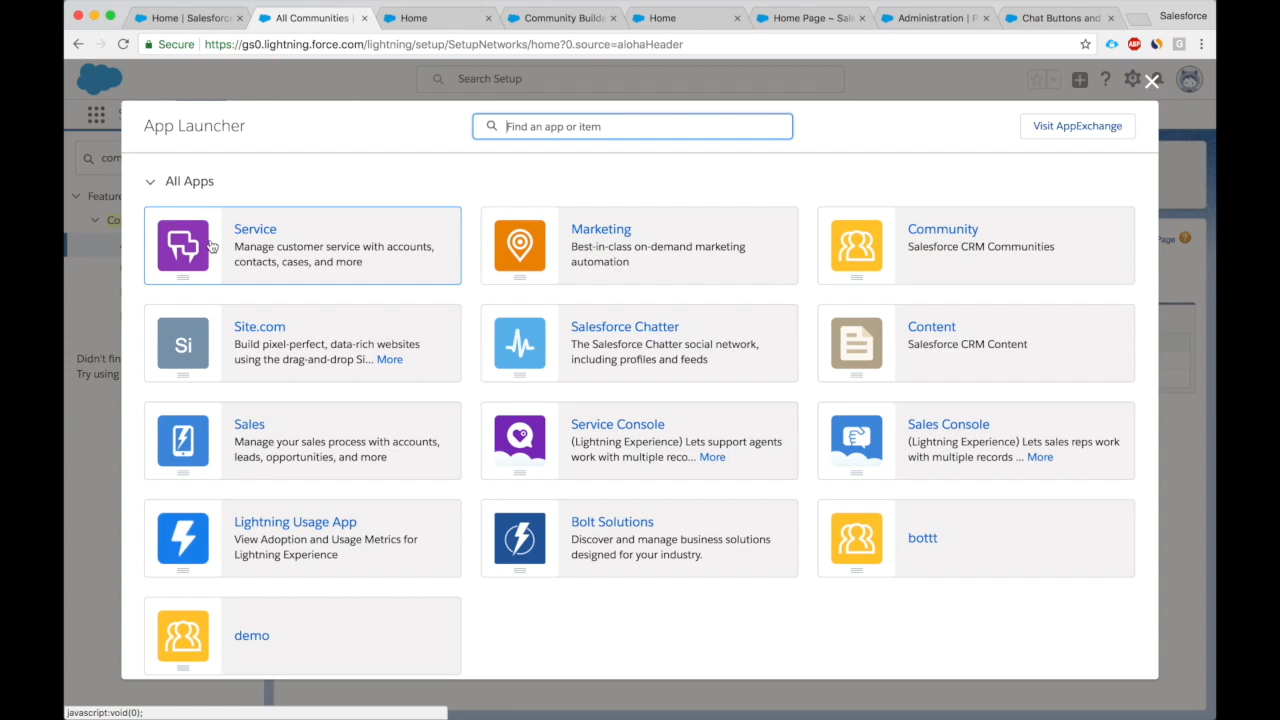 Home | Salesforce
All Communities |
Home
Community Builde
Home
Home Page ~ Sale
Administration | P
Chat Buttons and
Salesforce
Secure
https://gs0.lightning.force.com/lightning/setup/SetupNetworks/home?0.source=alohaHeader
Search Setup
App Launcher
Find an app or item
Visit AppExchange
com
Feature
Co
Page
Didn't fin
Try using
All Apps
Service
Manage customer service with accounts,
contacts, cases, and more
Marketing
Best-in-class on-demand marketing
automation
Community
Salesforce CRM Communities
Si
Site.com
Build pixel-perfect, data-rich websites
using the drag-and-drop Si... More
Salesforce Chatter
The Salesforce Chatter social network,
including profiles and feeds
Content
Salesforce CRM Content
Sales
Manage your sales process with accounts,
leads, opportunities, and more
Service Console
(Lightning Experience) Lets support agents
work with multiple reco... More
Sales Console
(Lightning Experience) Lets sales reps work
with multiple records ... More
Lightning Usage App
View Adoption and Usage Metrics for
Lightning Experience
Bolt Solutions
Discover and manage business solutions
designed for your industry.
bottt
demo
javascript:void(0);